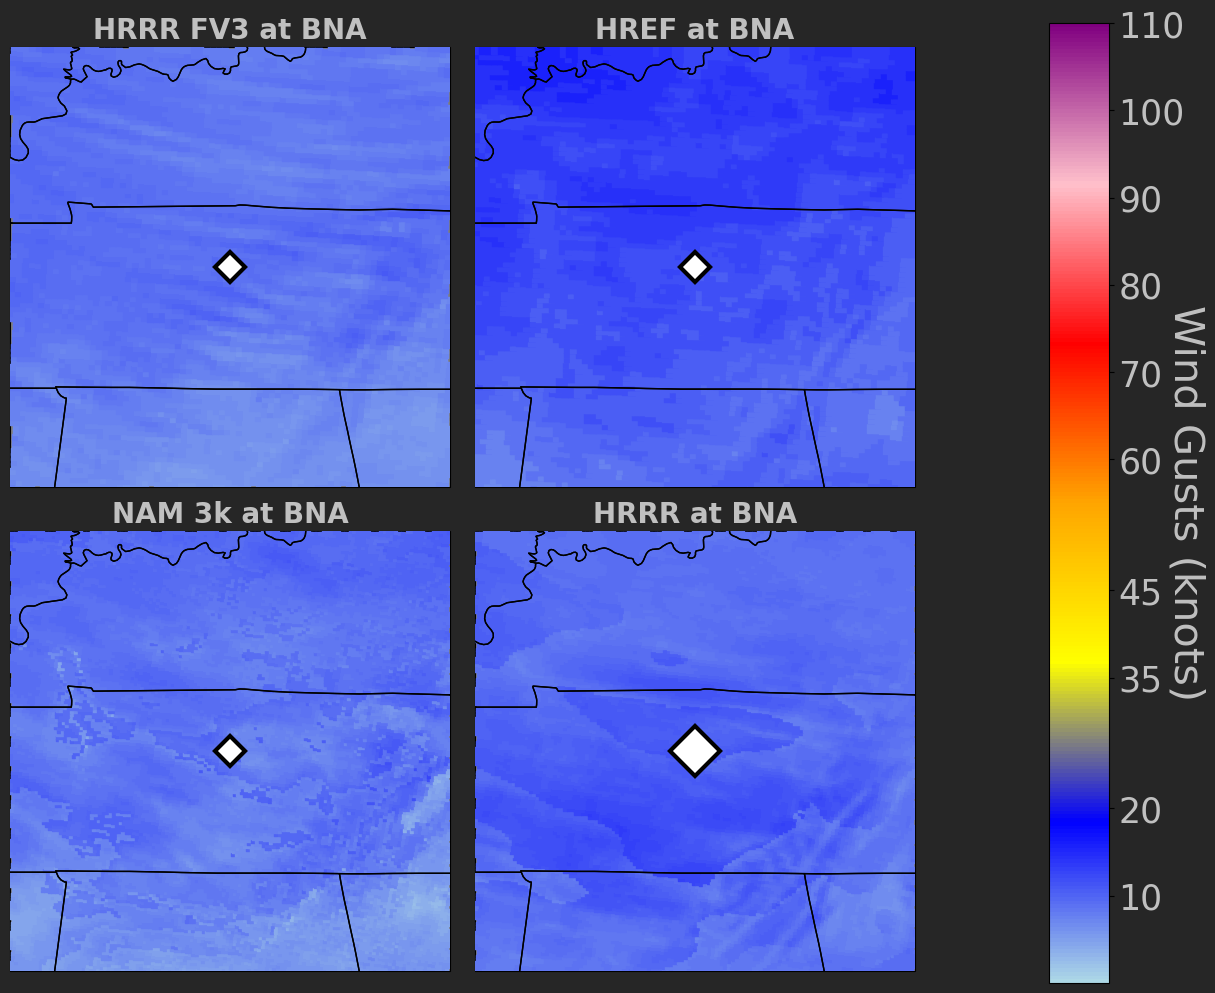 HRRR FV3 at BNA
HREF at BNA
NAM 3k at BNA
HRRR at BNA
110
100
90
80
70
60
45
35
20
10
Wind Gusts (knots)